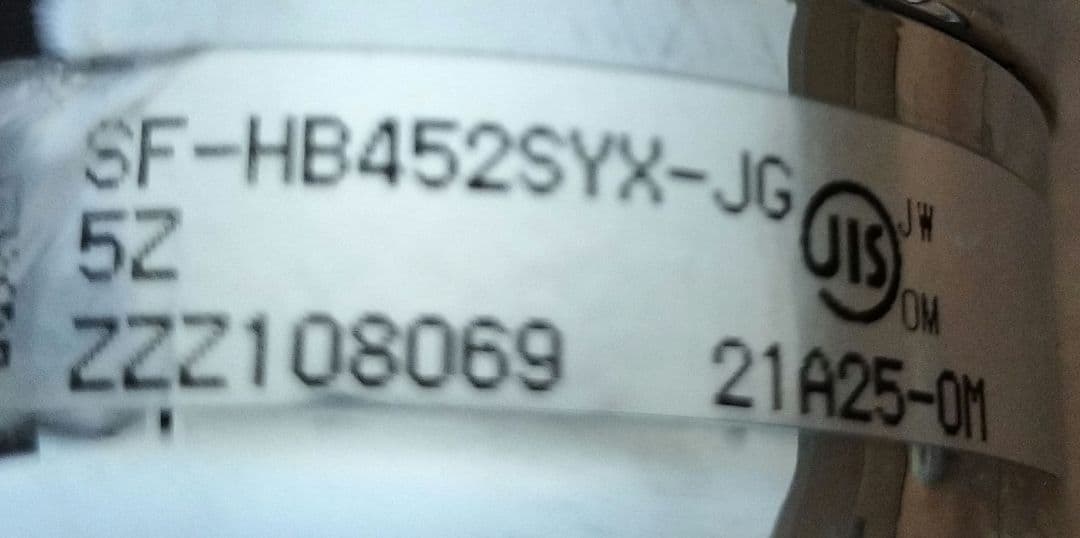 SF-HB452SYX-JG
5Z
JIS
JW
OM
ZZZ108069
21A25-0M